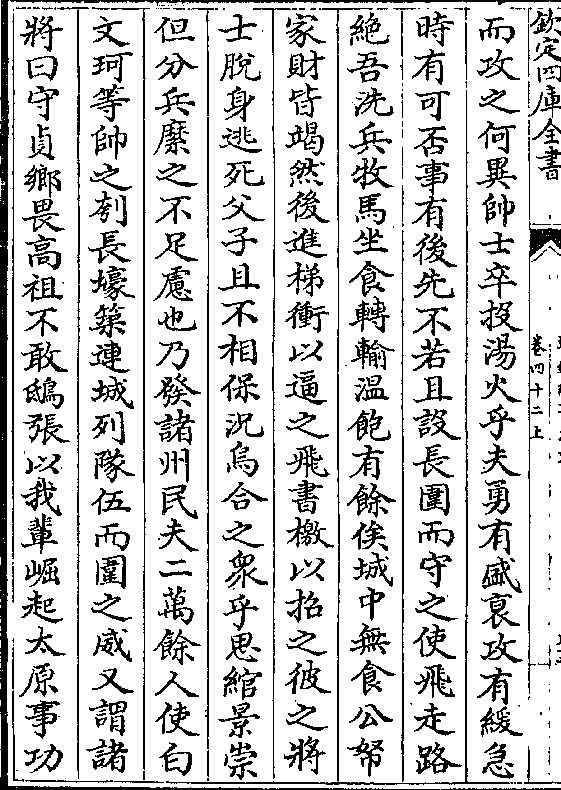 欽定四庫全書
卷四十二上
而攻之何異帥士卒投湯火乎夫勇有盛衰攻有緩急
時有可否事有後先不若且設長圍而守之使飛走路
絶吾洗兵牧馬坐食轉輸温飽有餘俟城中無食公帑
家財皆竭然後進梯衝以逼之飛書檄以招之彼之將
士脫身逃死父子且不相保況烏合之衆乎思綰景崇
但分兵縻之不足慮也乃發諸州民夫二萬餘人使白
文珂等帥之刳長壕築連城列隊伍而圍之威又謂諸
將曰守貞鄉畏高祖不敢鴟張以我輩崛起太原事功